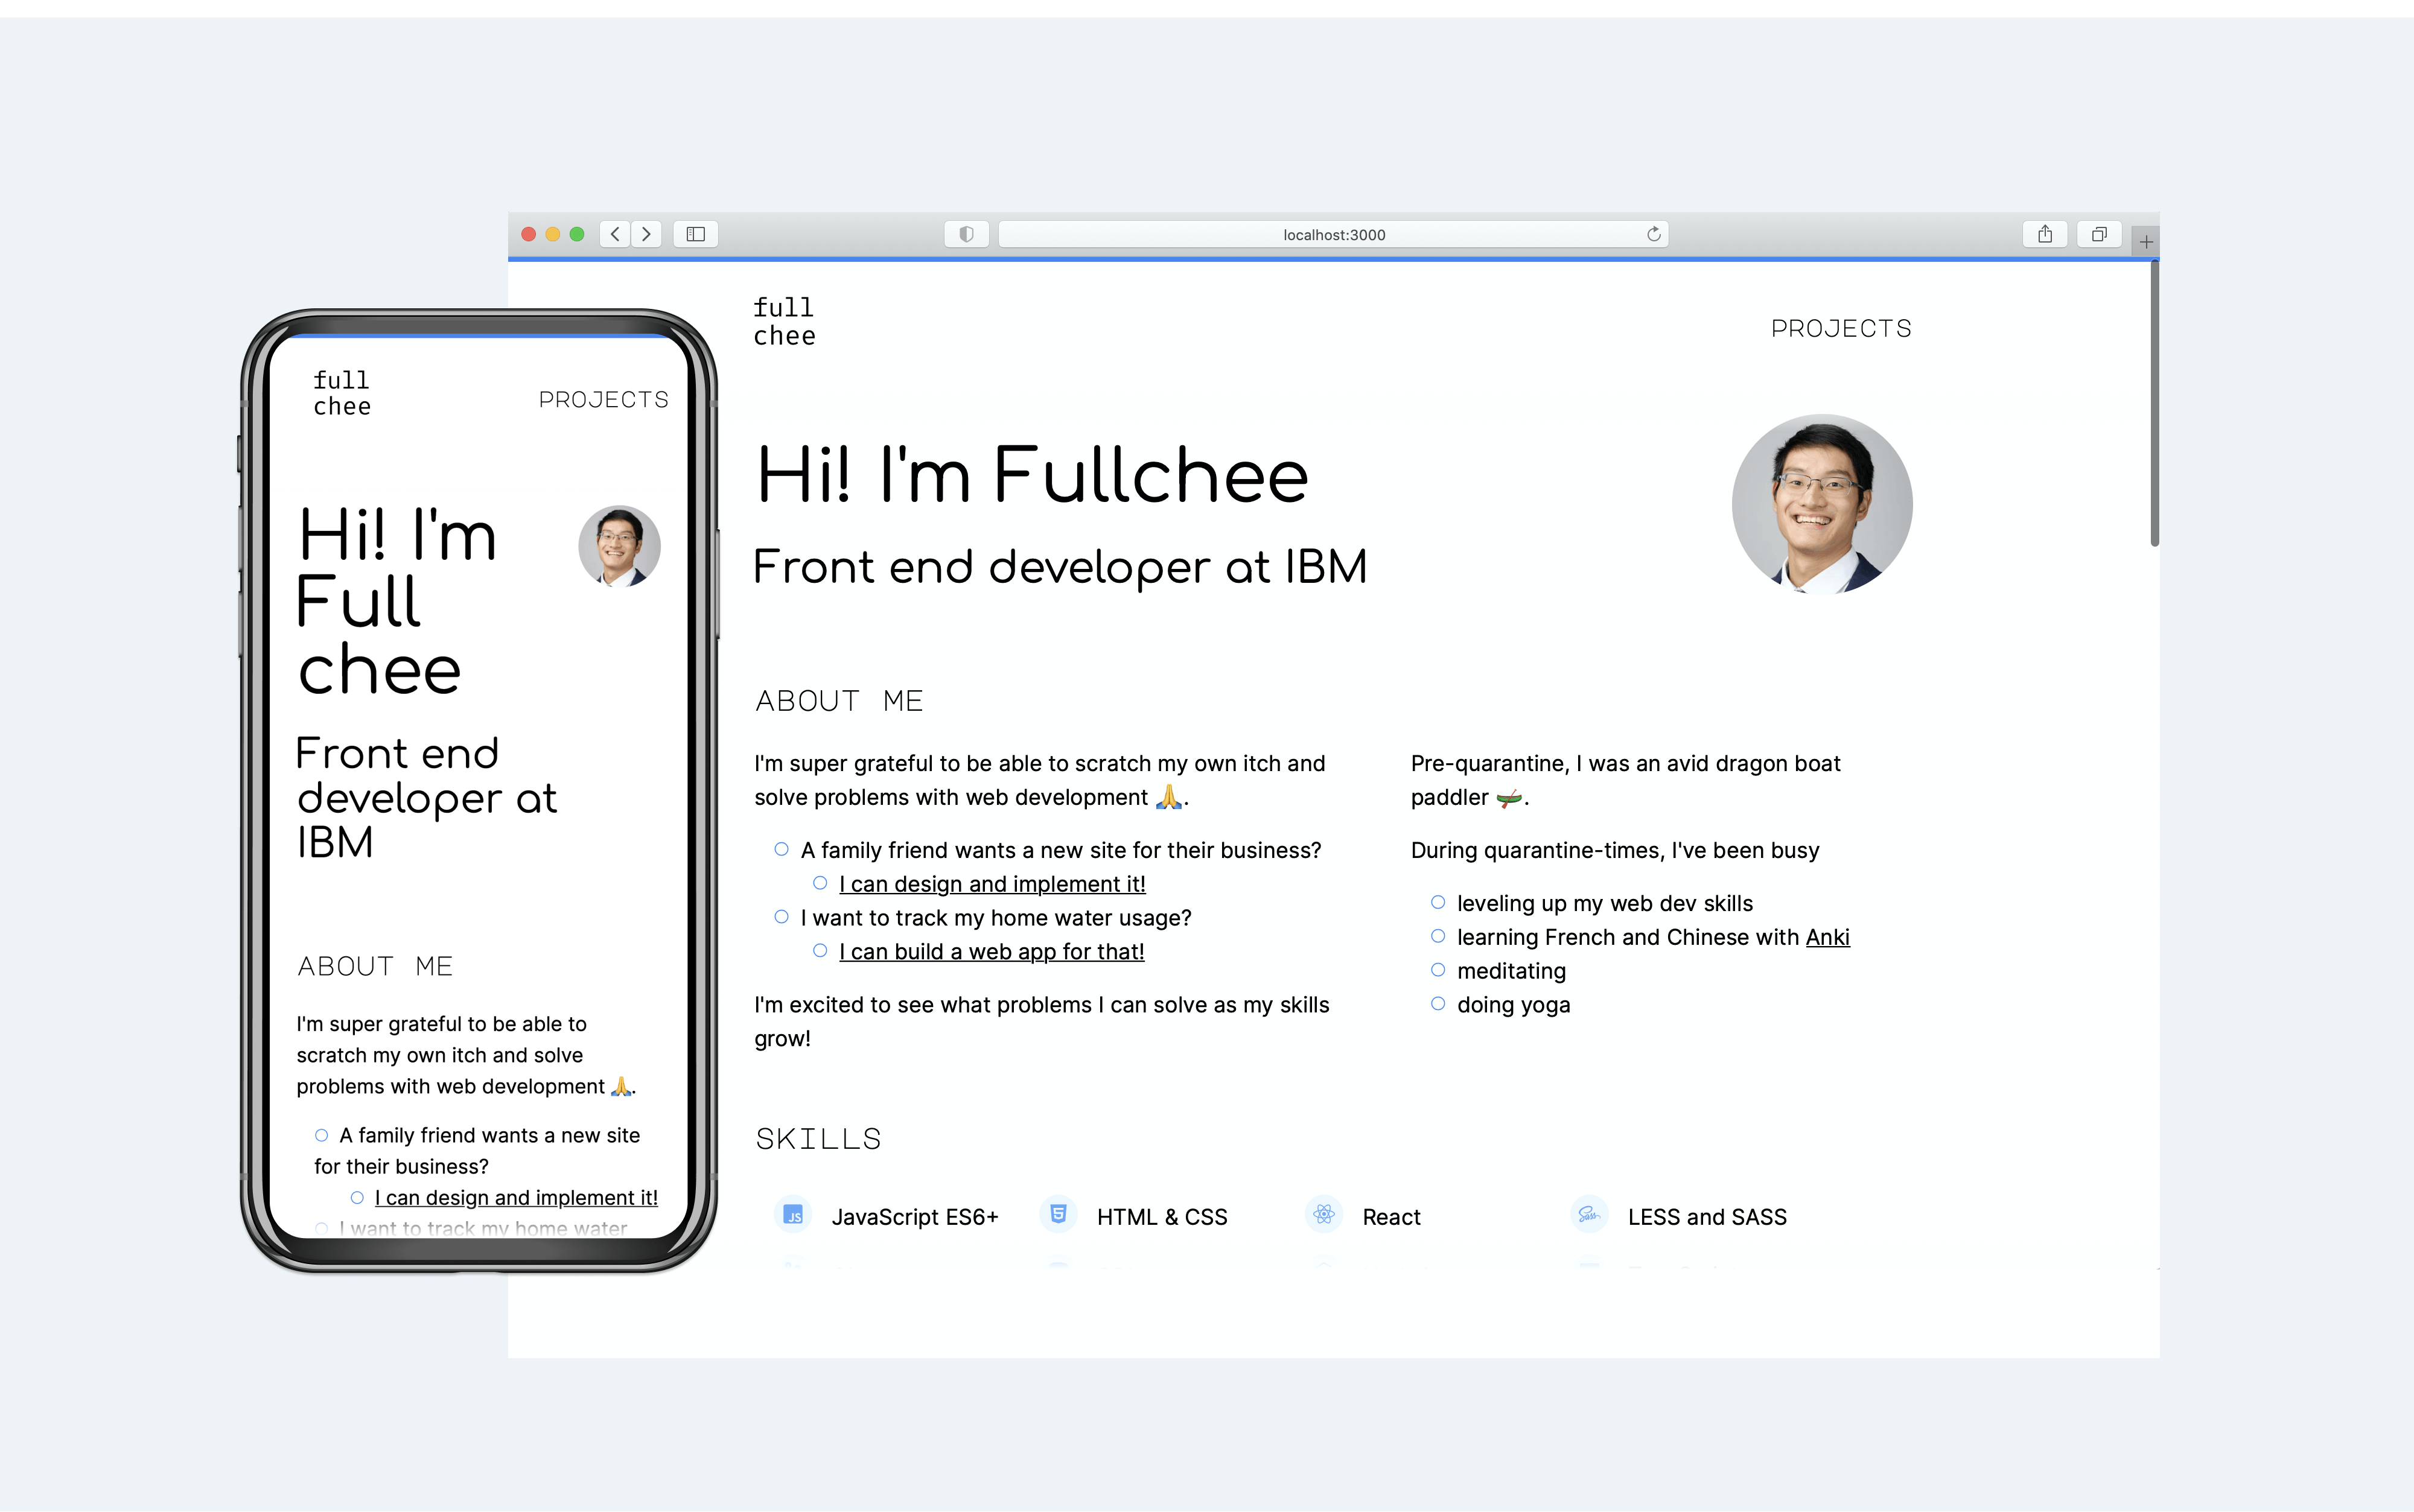 localhost:3000
full
chee
PROJECTS
Hi! I'm Fullchee
Front end developer at IBM
ABOUT ME
I'm super grateful to be able to scratch my own itch and
solve problems with web development 🙏.
A family friend wants a new site for their business?
I can design and implement it!
I want to track my home water usage?
I can build a web app for that!
I'm excited to see what problems I can solve as my skills
grow!
Pre-quarantine, I was an avid dragon boat
paddler 🛶.
During quarantine-times, I've been busy
leveling up my web dev skills
learning French and Chinese with Anki
meditating
doing yoga
SKILLS
JS
JavaScript ES6+
HTML & CSS
React
Sass
LESS and SASS
full
chee
PROJECTS
Hi! I'm
Full
chee
Front end
developer at
IBM
ABOUT ME
I'm super grateful to be able to
scratch my own itch and solve
problems with web development 🙏.
A family friend wants a new site
for their business?
I can design and implement it!
I want to track my home water